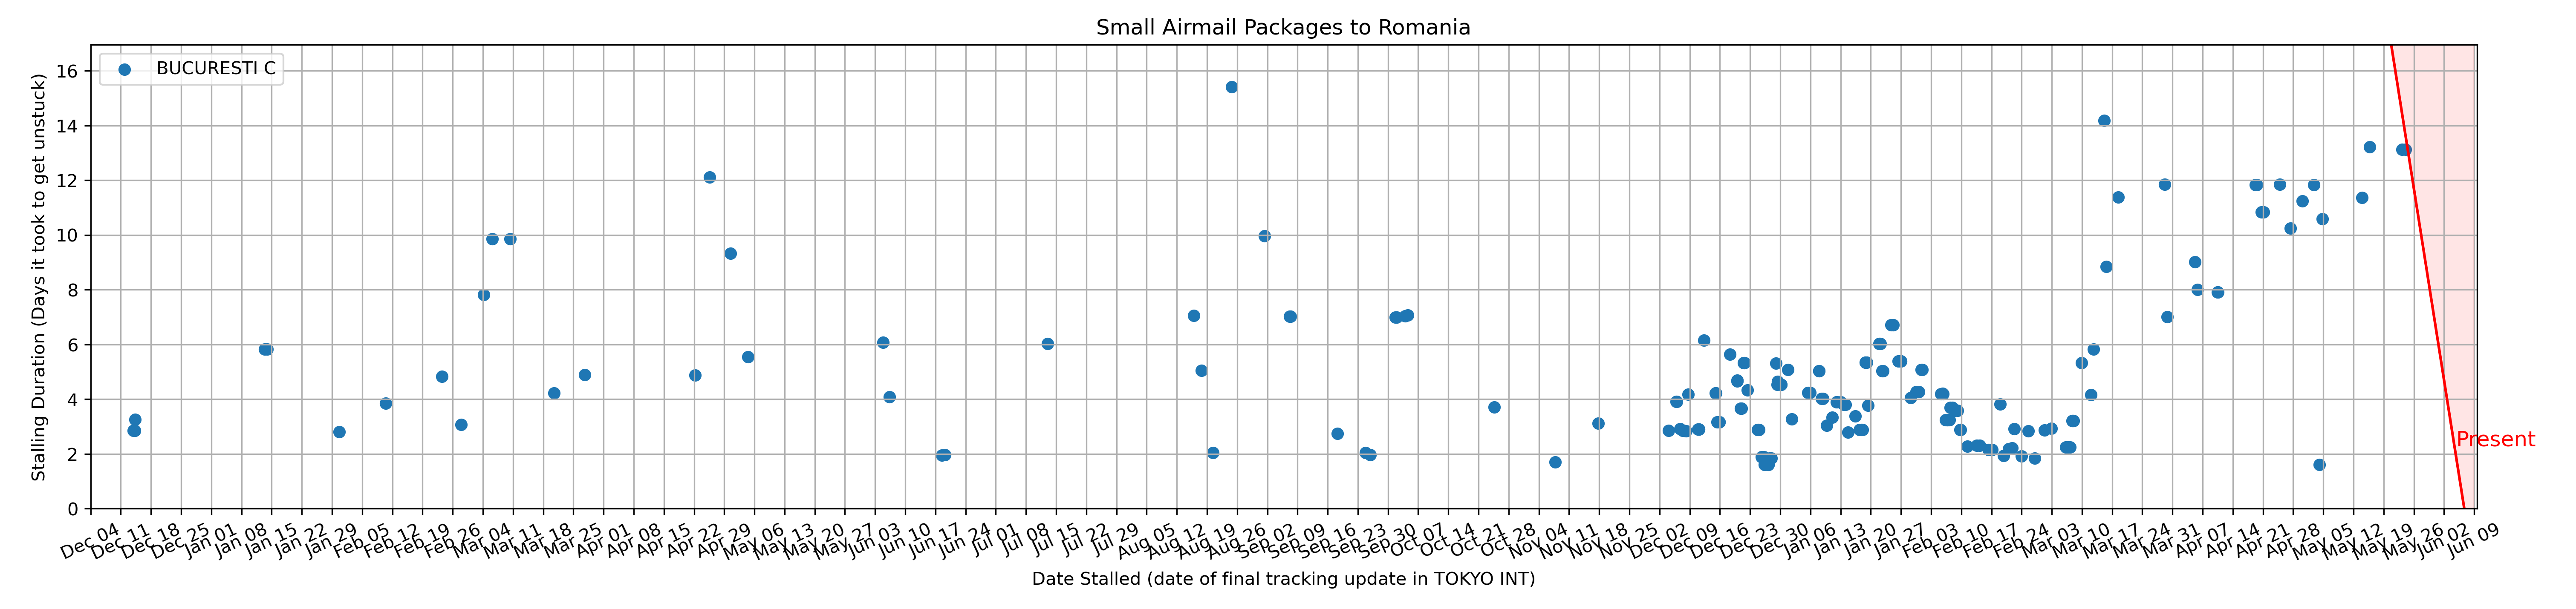 Small Airmail Packages to Romania
BUCURESTI C
Stalling Duration (Days it took to get unstuck)
16
14
12
10
8
6
4
2
0
Present
Dec 04 Dec 11 Dec 18 Dec 25 Jan 01 Jan 08 Jan 15 Jan 22 Jan 29 Feb 05 Feb 12 Feb 19 Feb 26 Mar 04 Mar 11 Mar 18 Mar 25 Apr 01 Apr 08 Apr 15 Apr 22 Apr 29 May 06 May 13 May 20 May 27 Jun 03 Jun 10 Jun 17 Jun 24 Jul 01 Jul 08 Jul 15 Jul 22 Jul 29 Aug 05 Aug 12 Aug 19 Aug 26 Sep 02 Sep 09 Sep 16 Sep 23 Sep 30 Oct 07 Oct 14 Oct 21 Oct 28 Nov 04 Nov 11 Nov 18 Nov 25 Dec 02 Dec 09 Dec 16 Dec 23 Dec 30 Jan 06 Jan 13 Jan 20 Jan 27 Feb 03 Feb 10 Feb 17 Feb 24 Mar 03 Mar 10 Mar 17 Mar 24 Mar 31 Apr 07 Apr 14 Apr 21 Apr 28 May 05 May 12 May 19 May 26 Jun 02 Jun 09
Date Stalled (date of final tracking update in TOKYO INT)